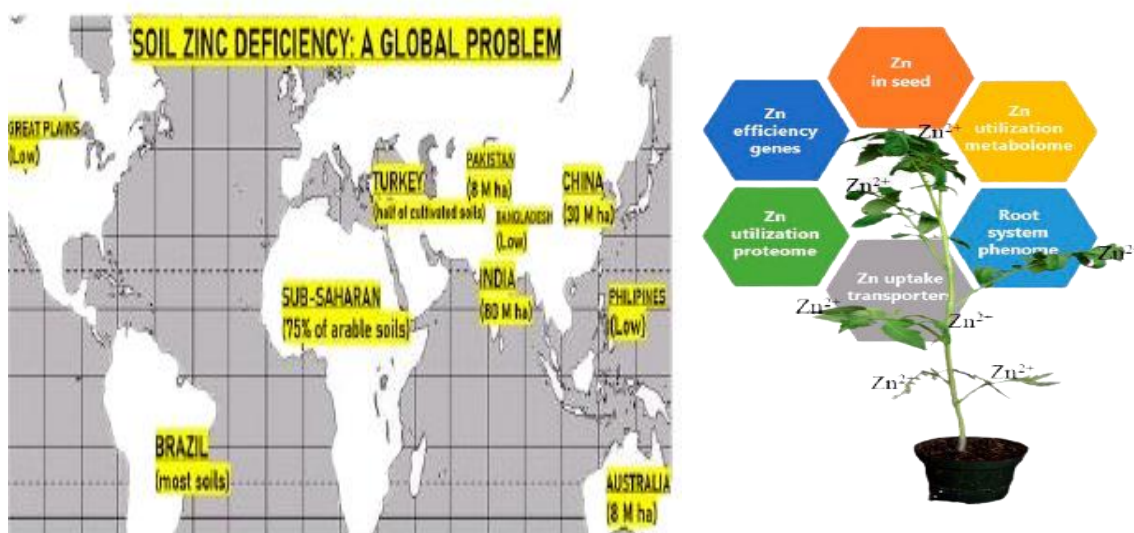 SOIL ZINC DEFICIENCY: A GLOBAL PROBLEM
GREAT PLAINS
(Low)
TURKEY
(half of cultivated soils)
PAKISTAN
(8 M ha)
BANGLADESH
(Low)
CHINA
(30 M ha)
INDIA
(80 M ha)
SUB-SAHARAN
(75% of arable soils)
PHILIPINES
(Low)
BRAZIL
(most soils)
AUSTRALIA
(8 M ha)
Zn
in seed
Zn
efficiency
genes
Zn
utilization
metabolome
Zn
utilization
proteome
Root
system
phenome
Zn uptake
transporter
Zn²⁺
Zn²⁺
Zn²
Zn²⁺
Zn²⁺
Zn²⁺
Zn²⁺